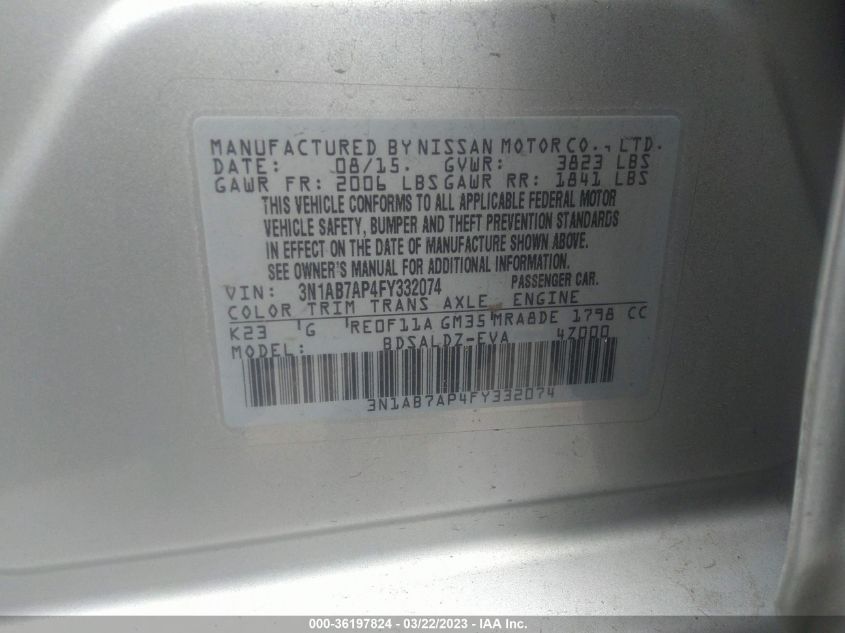 MANUFACTURED BY NISSAN MOTOR CO., LTD.
DATE: 08/15. GVWR: 3823 LBS
GAWR FR: 2006 LBS GAWR RR: 1841 LBS
THIS VEHICLE CONFORMS TO ALL APPLICABLE FEDERAL MOTOR
VEHICLE SAFETY, BUMPER AND THEFT PREVENTION STANDARDS
IN EFFECT ON THE DATE OF MANUFACTURE SHOWN ABOVE.
SEE OWNER'S MANUAL FOR ADDITIONAL INFORMATION.
VIN: 3N1AB7AP4FY332074 PASSENGER CAR.
COLOR TRIM TRANS AXLE ENGINE
K23 G RE0F11A GM35 MRA8DE 1798 CC
MODEL: BDSALDZ-EVA 4Z000
3N1AB7AP4FY332074
000-36197824 - 03/22/2023 - IAAI.com